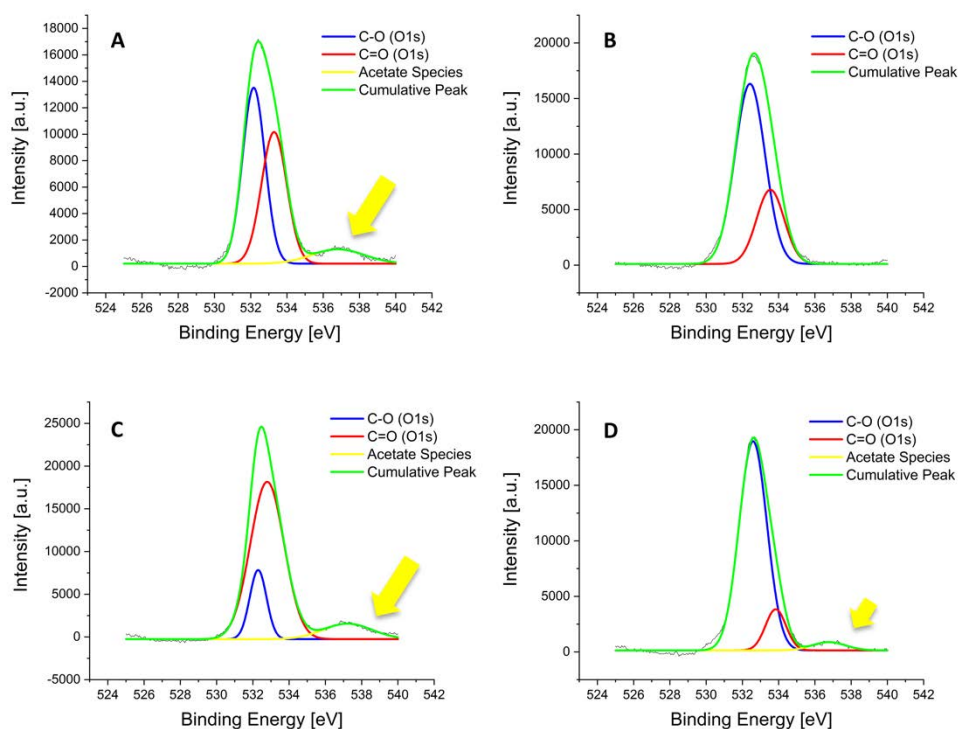 A
C-O (O1s)
C=O (O1s)
Acetate Species
Cumulative Peak
Intensity [a.u.]
18000
16000
14000
12000
10000
8000
6000
4000
2000
0
-2000
524 526 528 530 532 534 536 538 540 542
Binding Energy [eV]
B
C-O (O1s)
C=O (O1s)
Cumulative Peak
Intensity [a.u.]
20000
15000
10000
5000
0
524 526 528 530 532 534 536 538 540 542
Binding Energy [eV]
C
C-O (O1s)
C=O (O1s)
Acetate Species
Cumulative Peak
Intensity [a.u.]
25000
20000
15000
10000
5000
0
-5000
524 526 528 530 532 534 536 538 540 542
Binding Energy [eV]
D
C-O (O1s)
C=O (O1s)
Acetate Species
Cumulative Peak
Intensity [a.u.]
20000
15000
10000
5000
0
524 526 528 530 532 534 536 538 540 542
Binding Energy [eV]